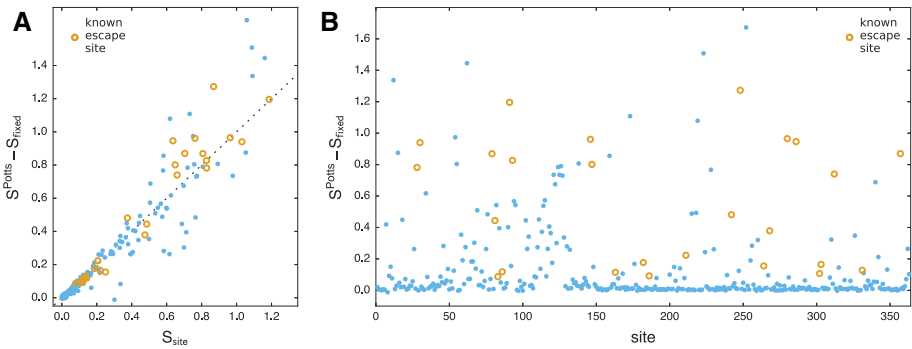 A
known
escape
site
1.4
1.2
1.0
0.8
0.6
0.4
0.2
0.0
S^Potts − S_fixed
0.0 0.2 0.4 0.6 0.8 1.0 1.2
S_site
B
known
escape
site
1.6
1.4
1.2
1.0
0.8
0.6
0.4
0.2
0.0
S^Potts − S_fixed
0 50 100 150 200 250 300 350
site